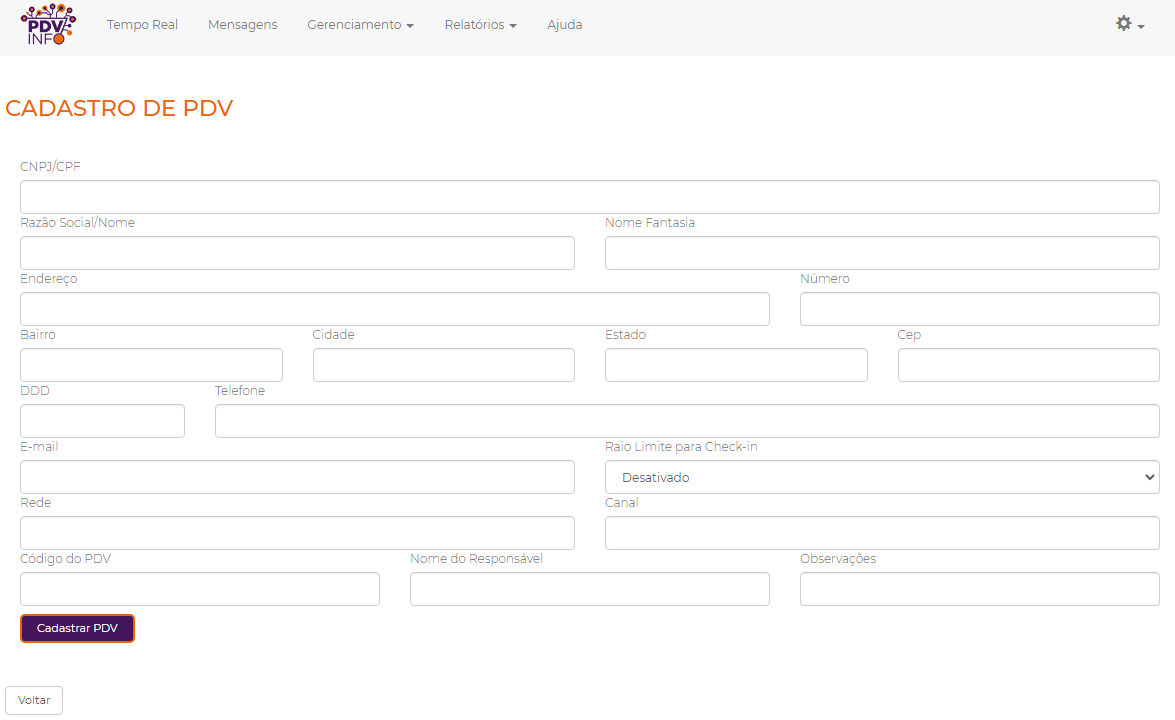 PDV
INFO
Tempo Real Mensagens Gerenciamento Relatórios Ajuda
CADASTRO DE PDV
CNPJ/CPF
Razão Social/Nome Nome Fantasia
Endereço Número
Bairro Cidade Estado Cep
DDD Telefone
E-mail Raio Limite para Check-in
Desativado
Rede Canal
Código do PDV Nome do Responsável Observações
Cadastrar PDV
Voltar